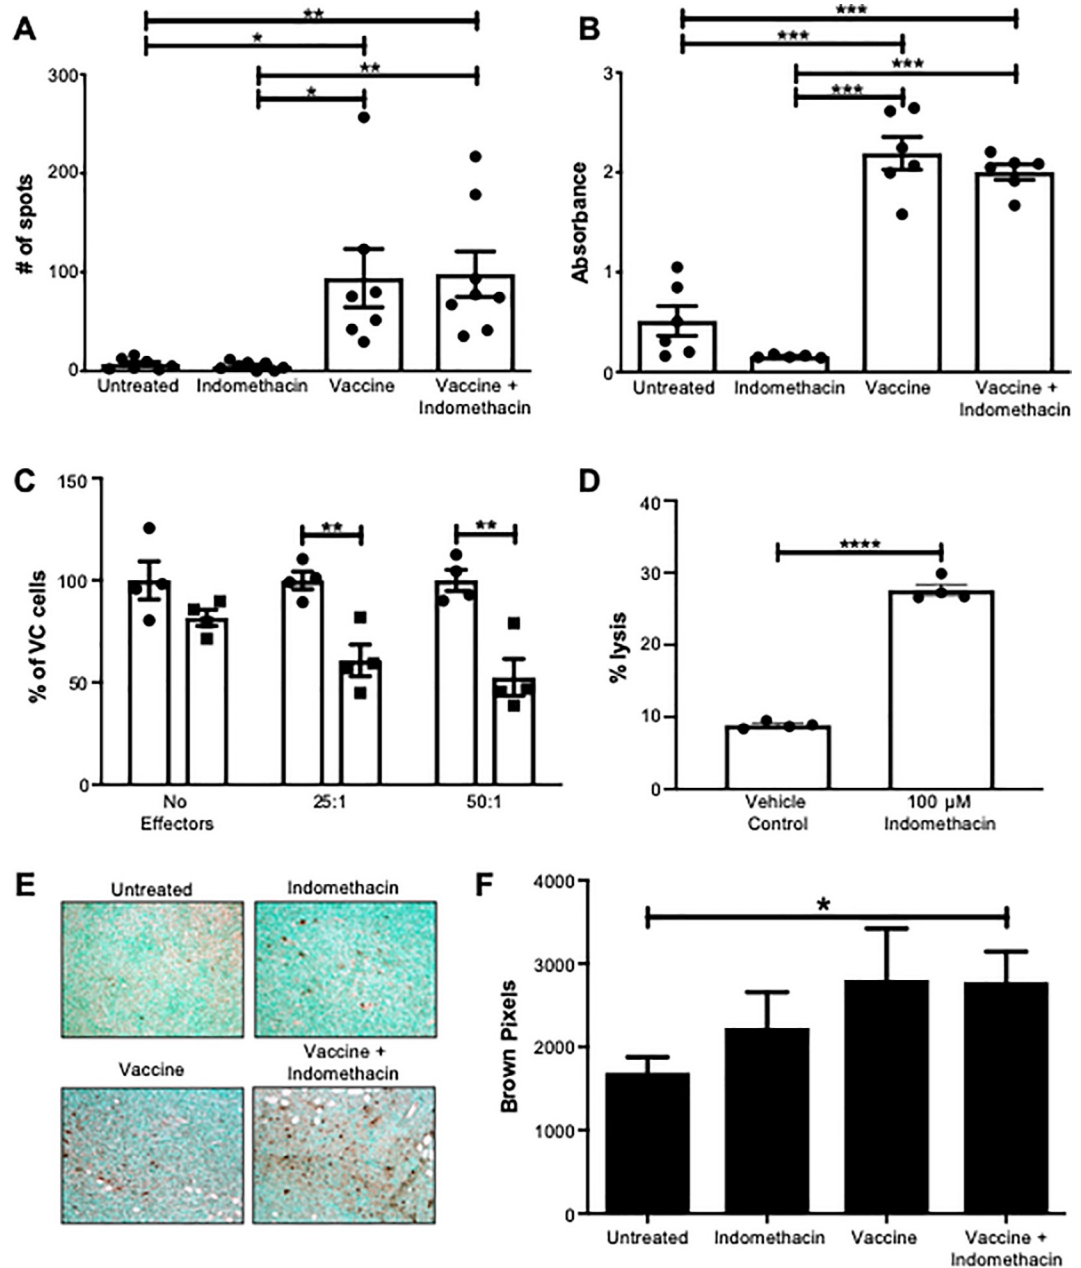 A
**
*
**
*
300
200
100
0
# of spots
Untreated
Indomethacin
Vaccine
Vaccine +
Indomethacin
B
***
***
***
***
3
2
1
0
Absorbance
Untreated
Indomethacin
Vaccine
Vaccine +
Indomethacin
C
150
100
50
0
% of VC cells
**
**
No
Effectors
25:1
50:1
D
40
30
20
10
0
% lysis
****
Vehicle
Control
100 µM
Indomethacin
E
Untreated
Indomethacin
Vaccine
Vaccine +
Indomethacin
F
4000
3000
2000
1000
0
Brown Pixels
*
Untreated
Indomethacin
Vaccine
Vaccine +
Indomethacin